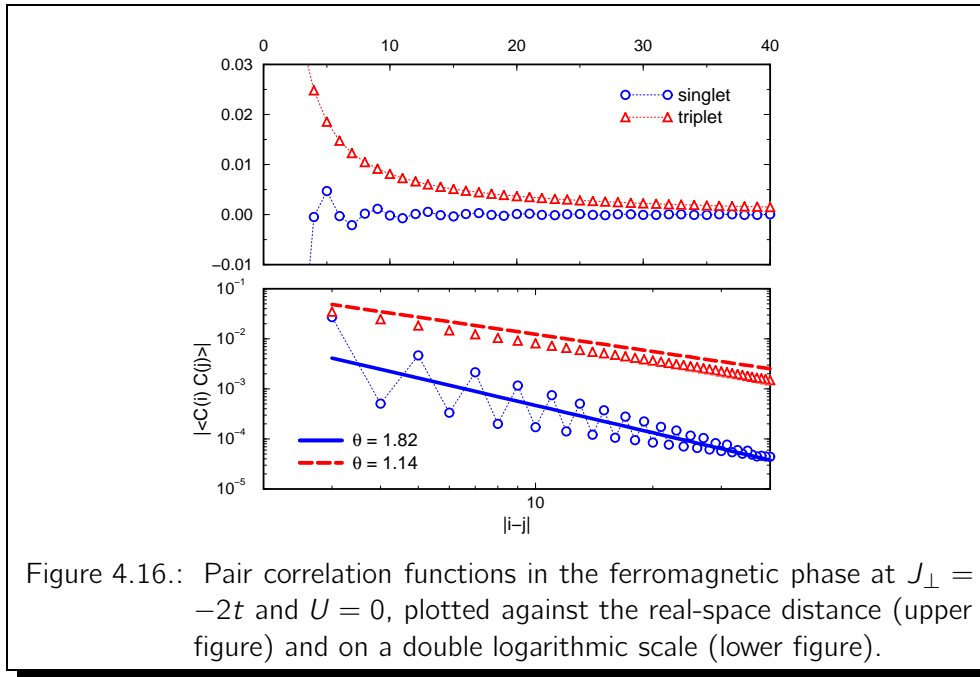 0 10 20 30 40
0.03
0.02
0.01
0.00
−0.01
singlet
triplet
10⁻¹
10⁻²
10⁻³
10⁻⁴
10⁻⁵
|<C(i) C(j)>|
θ = 1.82
θ = 1.14
10
|i−j|
Figure 4.16.: Pair correlation functions in the ferromagnetic phase at J⊥ =
−2t and U = 0, plotted against the real-space distance (upper
figure) and on a double logarithmic scale (lower figure).